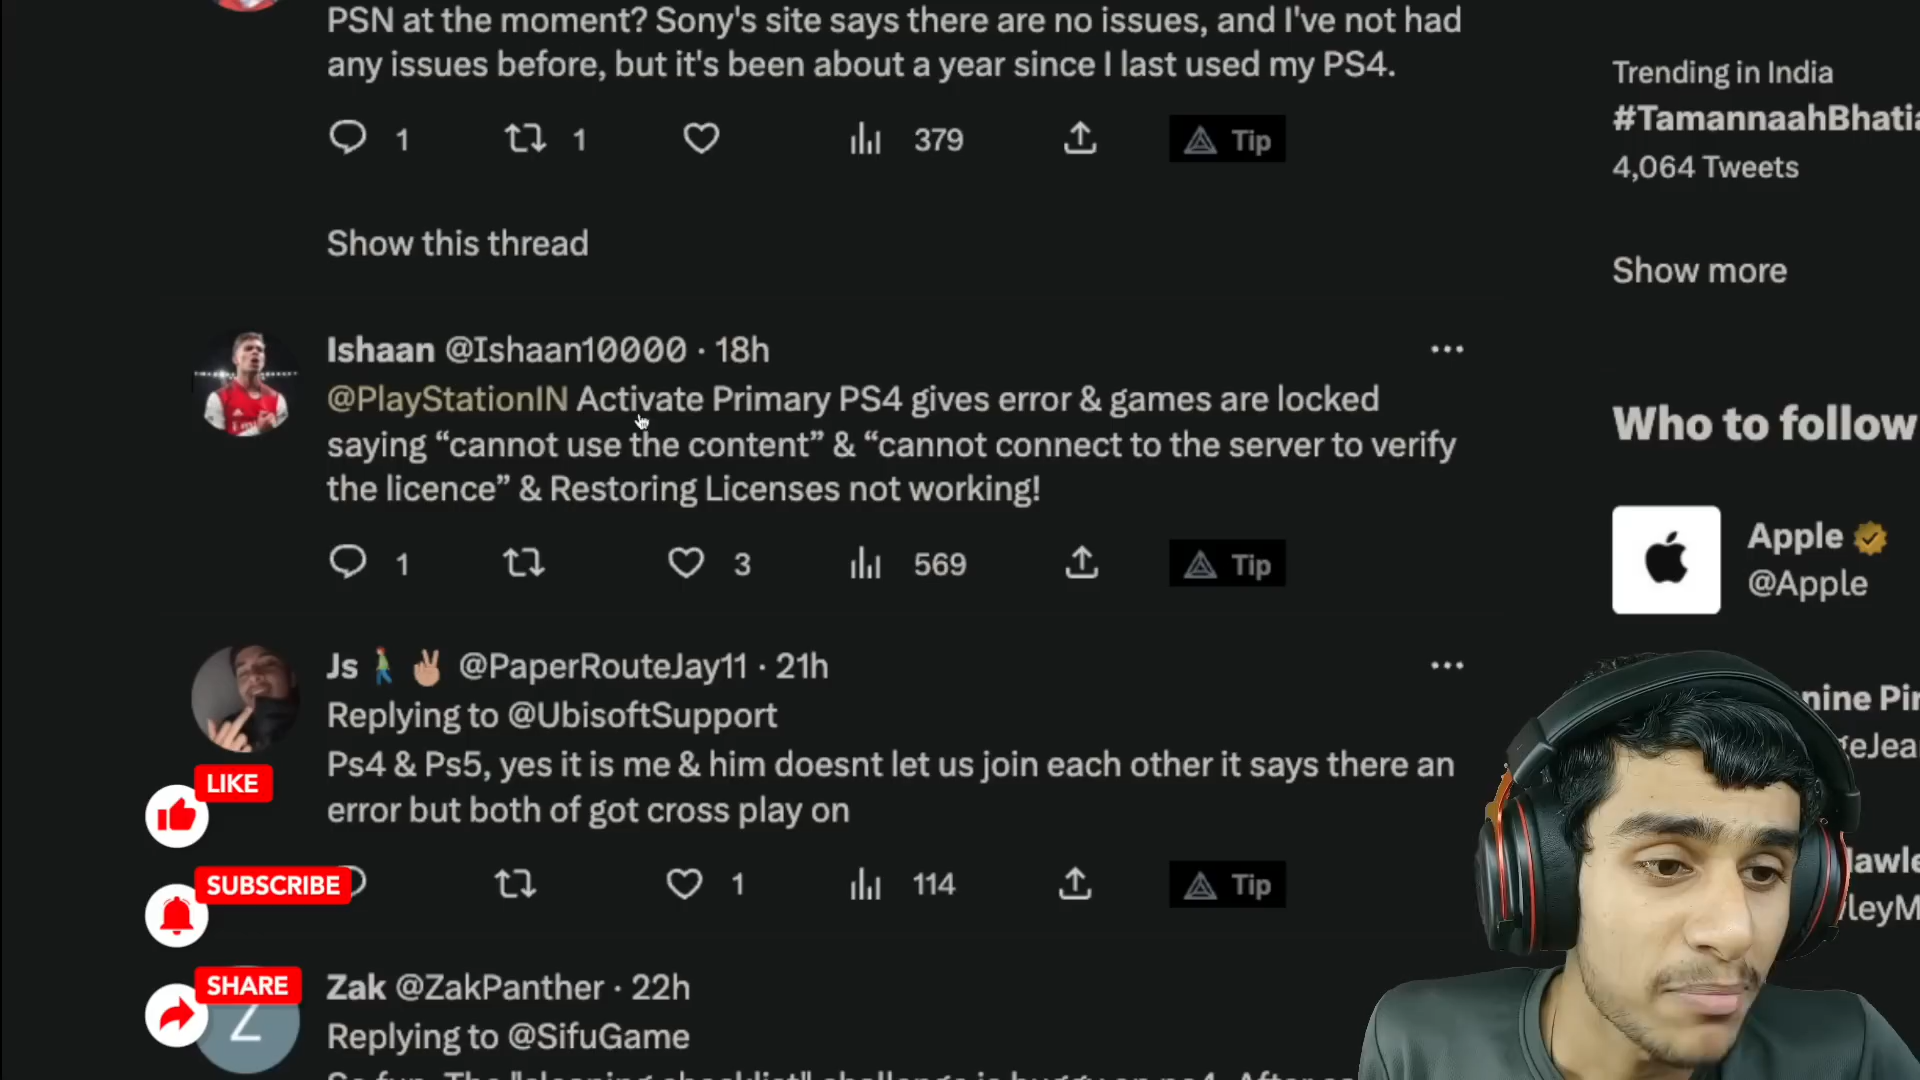 PSN at the moment? Sony's site says there are no issues, and I've not had
any issues before, but it's been about a year since I last used my PS4.
1 1 379 Tip
Show this thread
Ishaan @Ishaan10000 · 18h
@PlayStationIN Activate Primary PS4 gives error & games are locked
saying “cannot use the content” & “cannot connect to the server to verify
the licence” & Restoring Licenses not working!
1 3 569 Tip
Js 🚶 ✌ @PaperRouteJay11 · 21h
Replying to @UbisoftSupport
Ps4 & Ps5, yes it is me & him doesnt let us join each other it says there an
error but both of got cross play on
1 114 Tip
Zak @ZakPanther · 22h
Replying to @SifuGame
Z
LIKE
SUBSCRIBE
SHARE
Trending in India
#TamannaahBhatia
4,064 Tweets
Show more
Who to follow
Apple
@Apple